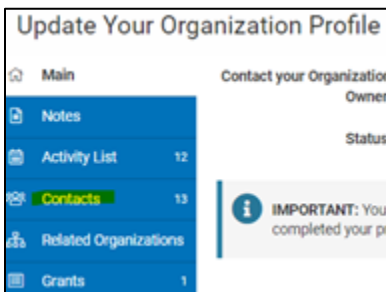 Update Your Organization Profile
Main
Contact your Organization
Owner
Notes
Status
Activity List 12
Contacts 13
IMPORTANT: You
completed your
Related Organizations
Grants 1